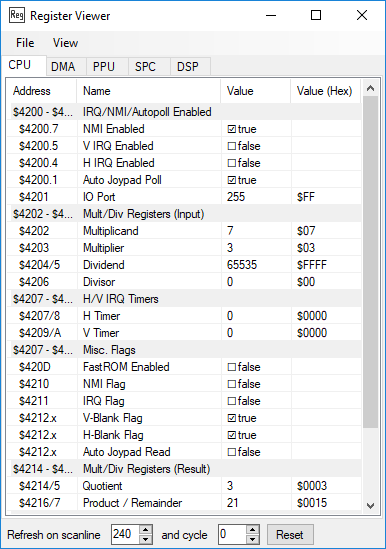 Reg Register Viewer
File View
CPU DMA PPU SPC DSP
Address Name Value Value (Hex)
$4200 - $4... IRQ/NMI/Autopoll Enabled
$4200.7 NMI Enabled true
$4200.5 V IRQ Enabled false
$4200.4 H IRQ Enabled false
$4200.1 Auto Joypad Poll true
$4201 IO Port 255 $FF
$4202 - $4... Mult/Div Registers (Input)
$4202 Multiplicand 7 $07
$4203 Multiplier 3 $03
$4204/5 Dividend 65535 $FFFF
$4206 Divisor 0 $00
$4207 - $4... H/V IRQ Timers
$4207/8 H Timer 0 $0000
$4209/A V Timer 0 $0000
$4207 - $4... Misc. Flags
$420D FastROM Enabled false
$4210 NMI Flag false
$4211 IRQ Flag false
$4212.x V-Blank Flag true
$4212.x H-Blank Flag true
$4212.x Auto Joypad Read false
$4214 - $4... Mult/Div Registers (Result)
$4214/5 Quotient 3 $0003
$4216/7 Product / Remainder 21 $0015
Refresh on scanline 240 and cycle 0 Reset